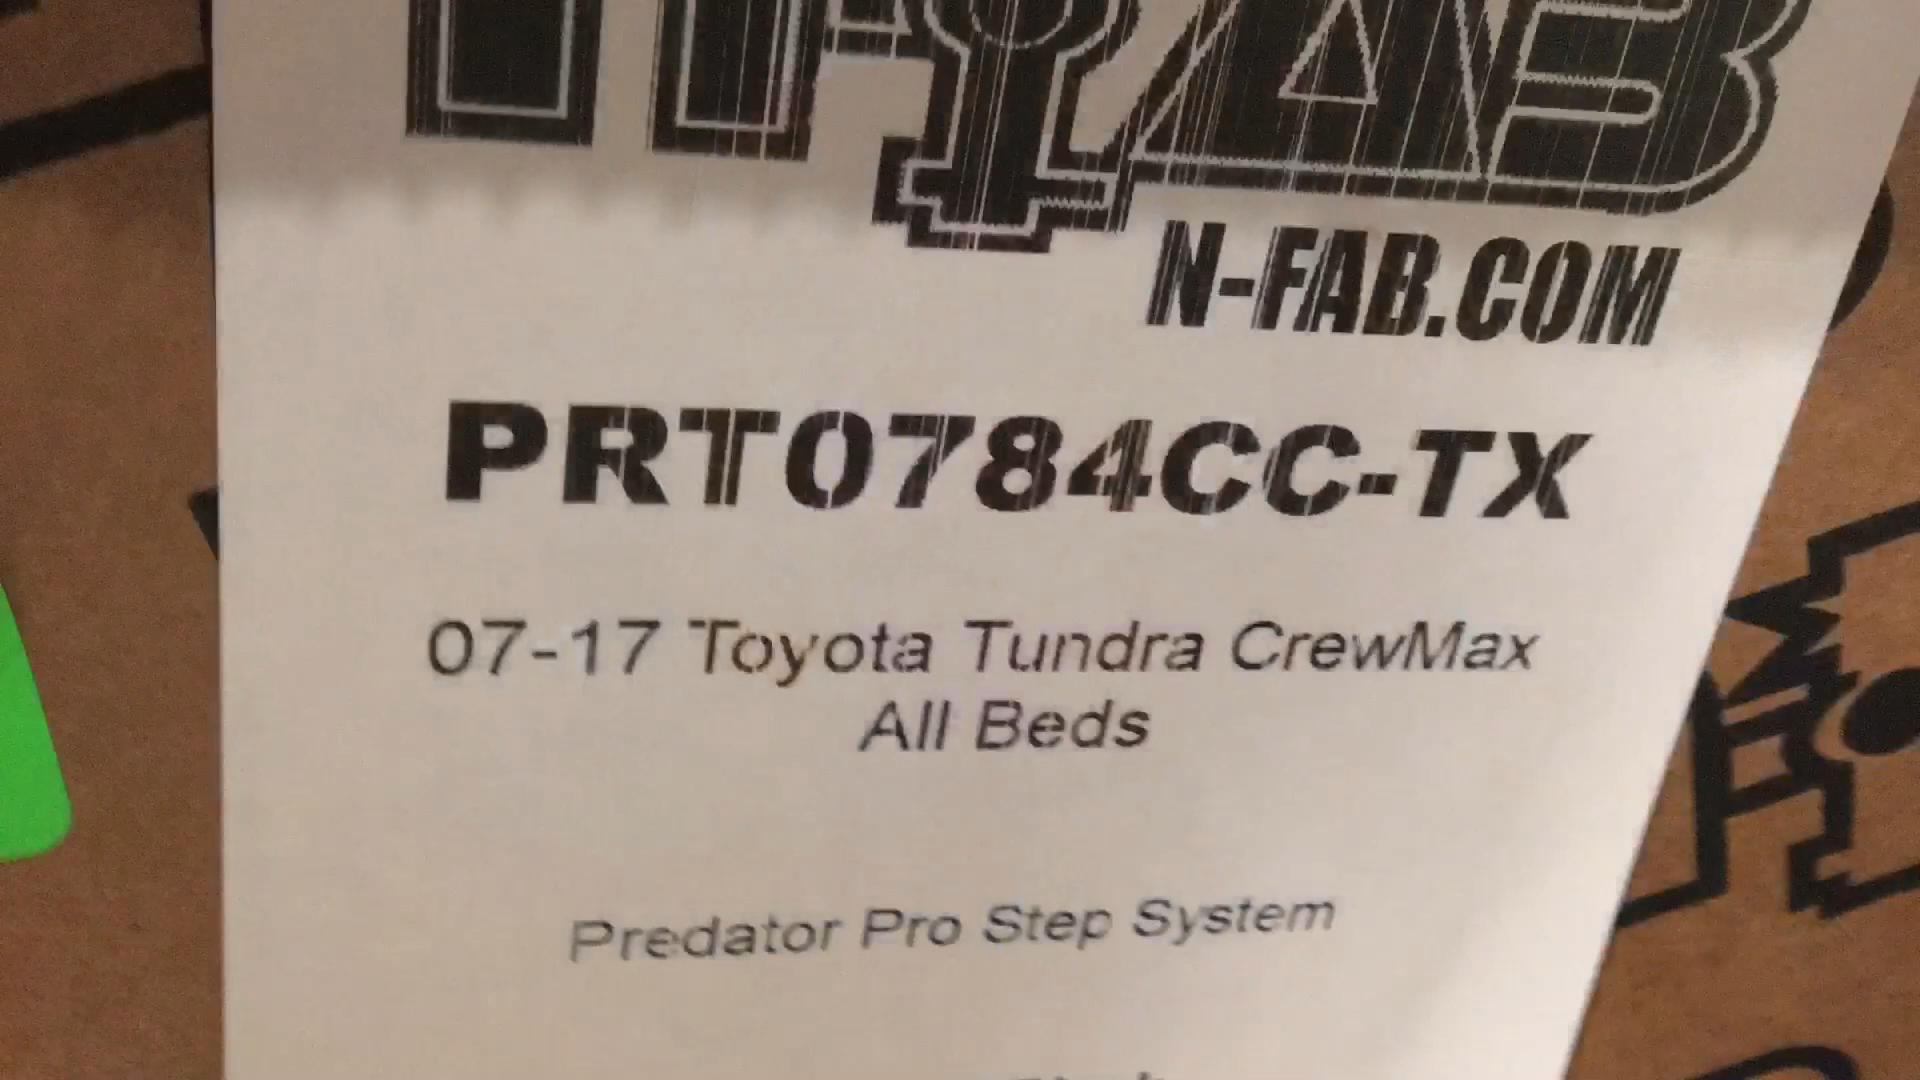 N-FAB.COM
PRT0784CC-TX
07-17 Toyota Tundra CrewMax
All Beds
Predator Pro Step System